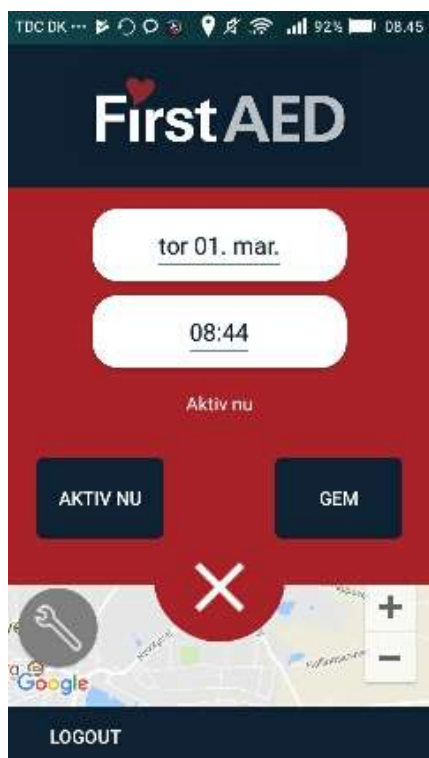 TDC DK ··· 92% 08.45
FirstAED
tor 01. mar.
08:44
Aktiv nu
AKTIV NU GEM
+
−
Google
LOGOUT